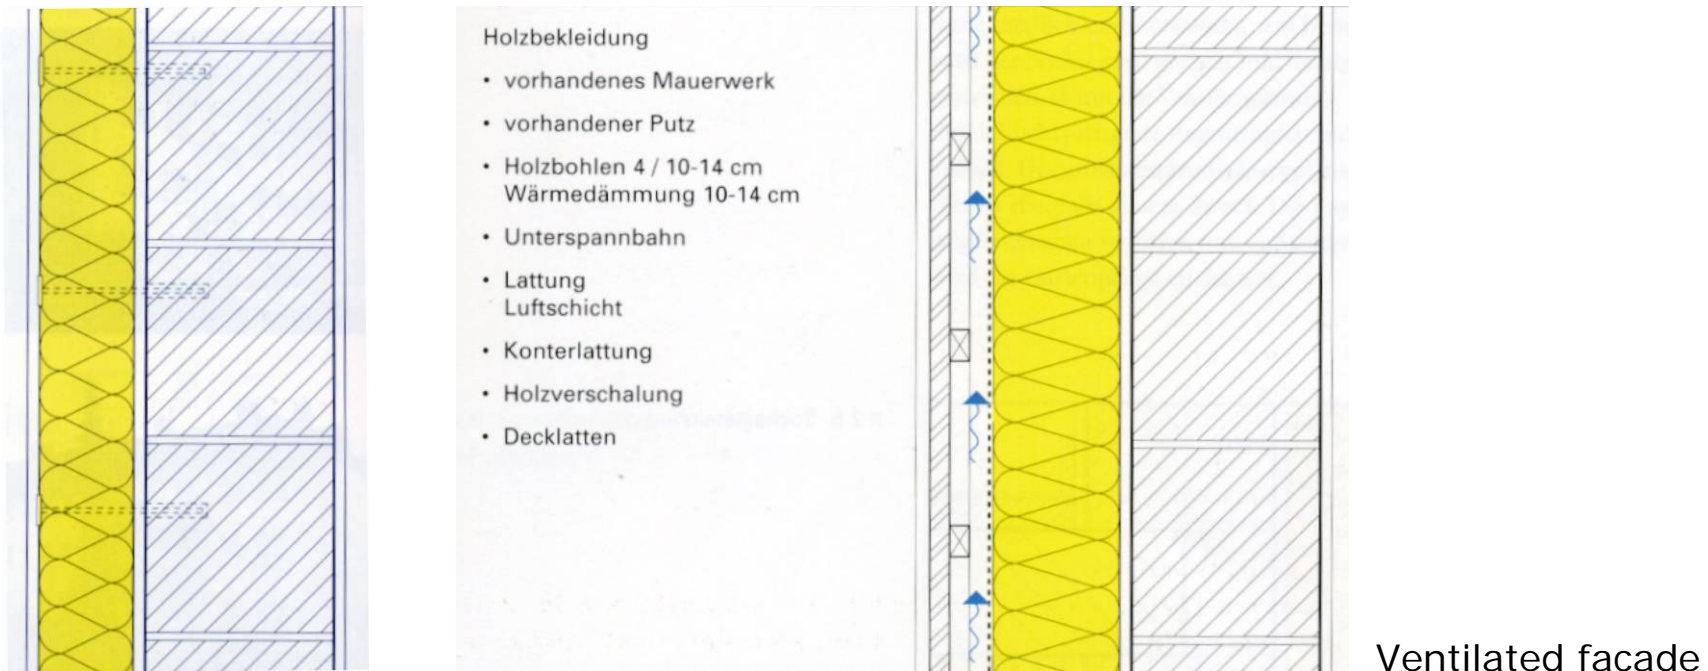 Holzbekleidung
• vorhandenes Mauerwerk
• vorhandener Putz
• Holzbohlen 4 / 10-14 cm
Wärmedämmung 10-14 cm
• Unterspannbahn
• Lattung
Luftschicht
• Konterlattung
• Holzverschalung
• Decklatten
Ventilated facade